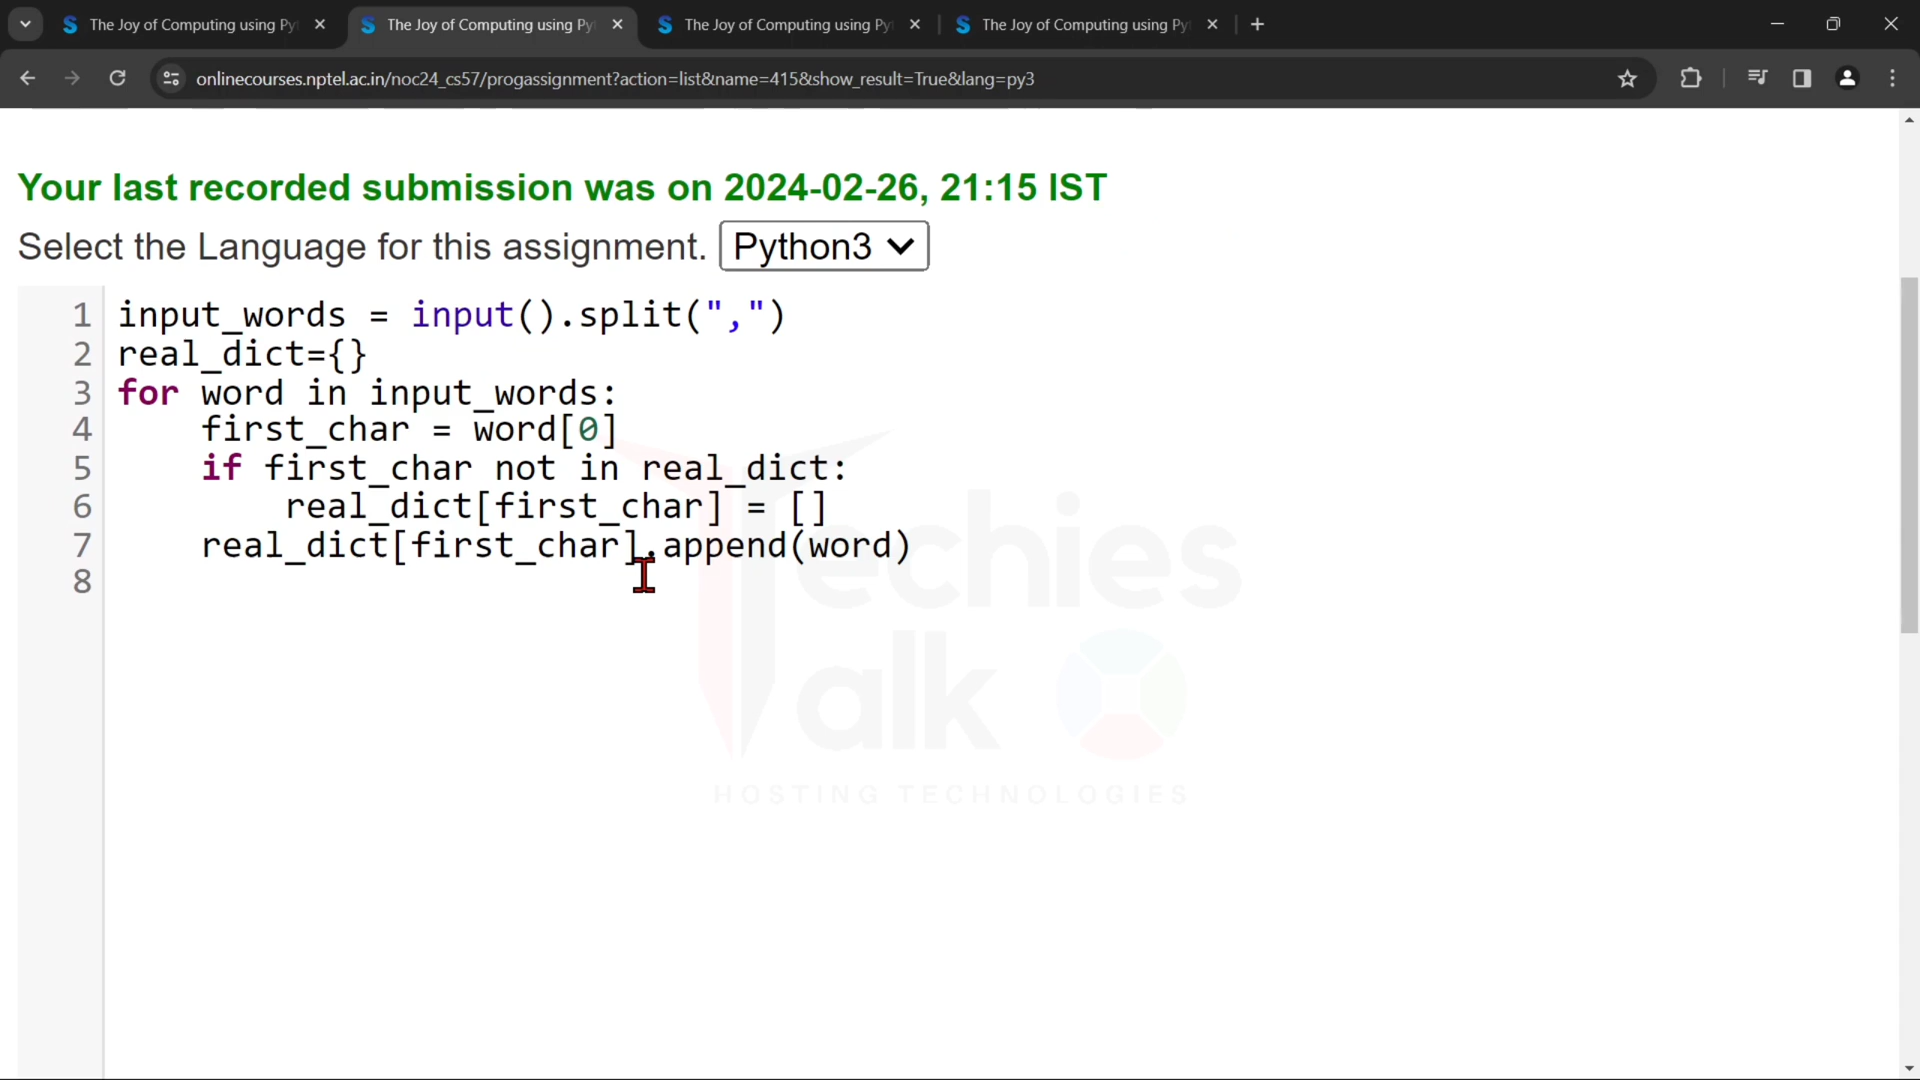 The Joy of Computing using Py
The Joy of Computing using Py
The Joy of Computing using Py
The Joy of Computing using Py
onlinecourses.nptel.ac.in/noc24_cs57/progassignment?action=list&name=415&show_result=True&lang=py3
Your last recorded submission was on 2024-02-26, 21:15 IST
Select the Language for this assignment. Python3
1 input_words = input().split(",")
2 real_dict={}
3 for word in input_words:
4     first_char = word[0]
5     if first_char not in real_dict:
6         real_dict[first_char] = []
7     real_dict[first_char].append(word)
8
Techies
Talk
HOSTING TECHNOLOGIES